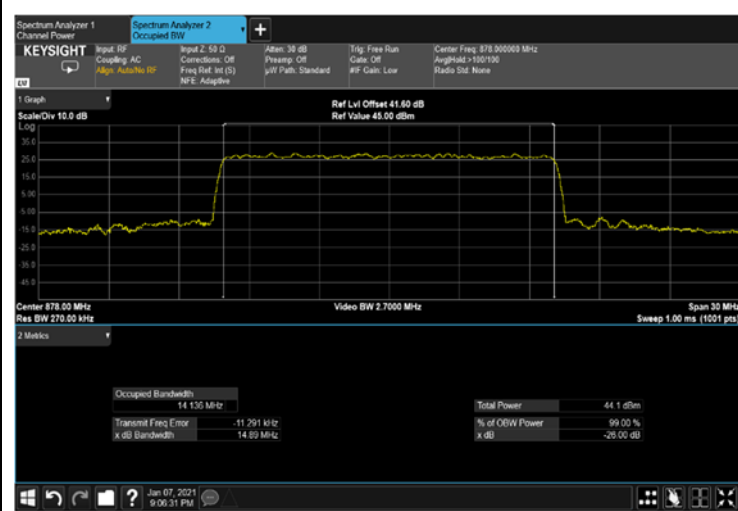 Spectrum Analyzer 1
Channel Power
Spectrum Analyzer 2
Occupied BW
+
KEYSIGHT
Input: RF
Coupling: AC
Align: Auto/No RF
Input Z: 50 Ω
Corrections: Off
Freq Ref: Int (S)
NFE: Adaptive
Atten: 30 dB
Preamp: Off
µW Path: Standard
Trig: Free Run
Gate: Off
#IF Gain: Low
Center Freq: 878.000000 MHz
Avg|Hold:>100/100
Radio Std: None
1 Graph
Scale/Div 10.0 dB
Ref Lvl Offset 41.60 dB
Ref Value 45.00 dBm
Log
35.0
25.0
15.0
5.00
-5.00
-15.0
-25.0
-35.0
-45.0
Center 878.00 MHz
Video BW 2.7000 MHz
Span 30 MHz
Res BW 270.00 kHz
Sweep 1.00 ms (1001 pts)
2 Metrics
Occupied Bandwidth
14.136 MHz
Total Power 44.1 dBm
Transmit Freq Error -11.291 kHz
% of OBW Power 99.00 %
x dB Bandwidth 14.89 MHz
x dB -26.00 dB
?
Jan 07, 2021
9:06:31 PM